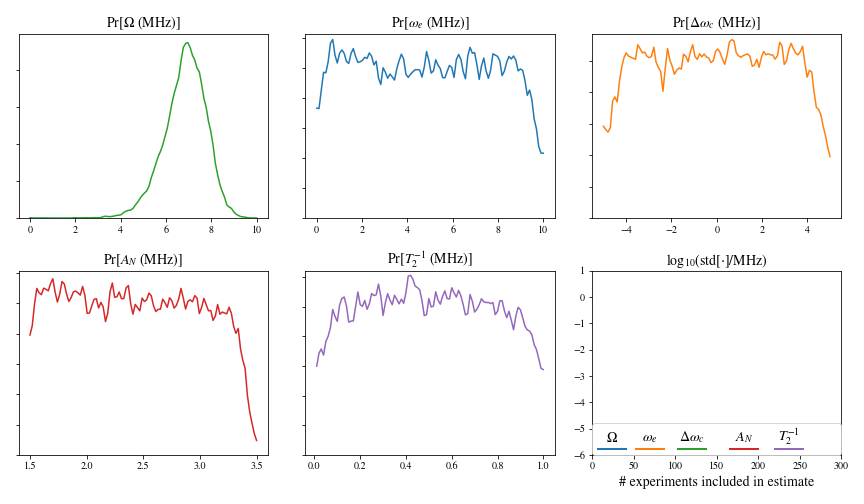 Pr[Ω (MHz)]
0 2 4 6 8 10
Pr[ωe (MHz)]
0 2 4 6 8 10
Pr[Δωc (MHz)]
−4 −2 0 2 4
Pr[AN (MHz)]
1.5 2.0 2.5 3.0 3.5
Pr[T2−1 (MHz)]
0.0 0.2 0.4 0.6 0.8 1.0
log10(std[·]/MHz)
1
0
−1
−2
−3
−4
−5
−6
Ω ωe Δωc AN T2−1
0 50 100 150 200 250 300
# experiments included in estimate